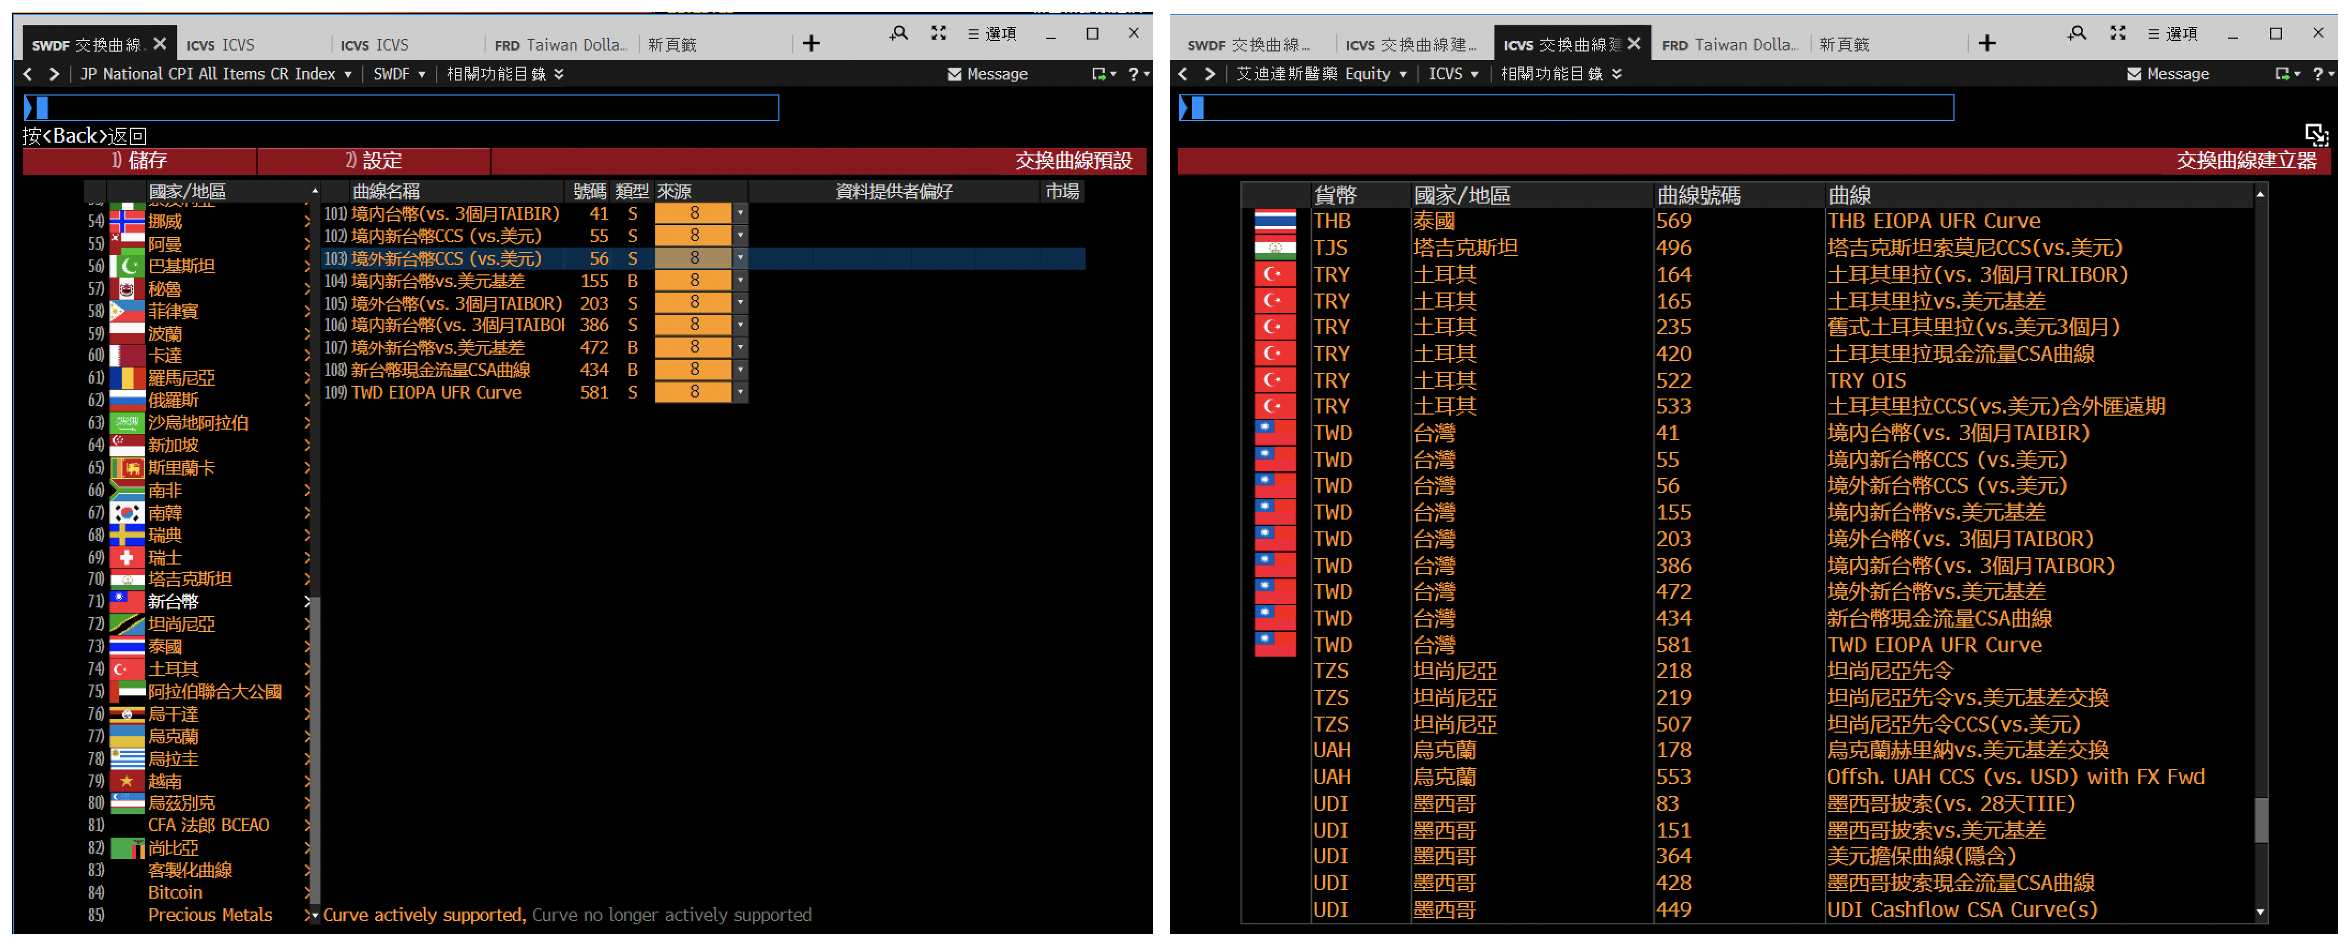 SWDF 交換曲線.
ICVS ICVS
ICVS ICVS
FRD Taiwan Dolla...
新頁籤
選項
JP National CPI All Items CR Index
SWDF
相關功能目錄
Message
?
按<Back>返回
1) 儲存
2) 設定
交換曲線預設
國家/地區
曲線名稱 號碼 類型 來源 資料提供者偏好 市場
54) 挪威
55) 阿曼
56) 巴基斯坦
57) 秘魯
58) 菲律賓
59) 波蘭
60) 卡達
61) 羅馬尼亞
62) 俄羅斯
63) 沙烏地阿拉伯
64) 新加坡
65) 斯里蘭卡
66) 南非
67) 南韓
68) 瑞典
69) 瑞士
70) 塔吉克斯坦
71) 新台幣
72) 坦尚尼亞
73) 泰國
74) 土耳其
75) 阿拉伯聯合大公國
76) 烏干達
77) 烏克蘭
78) 烏拉圭
79) 越南
80) 烏茲別克
81) CFA 法郎 BCEAO
82) 尚比亞
83) 客製化曲線
84) Bitcoin
85) Precious Metals
101) 境內台幣(vs. 3個月TAIBIR) 41 S 8
102) 境內新台幣CCS (vs.美元) 55 S 8
103) 境外新台幣CCS (vs.美元) 56 S 8
104) 境內新台幣vs.美元基差 155 B 8
105) 境外台幣(vs. 3個月TAIBOR) 203 S 8
106) 境內新台幣(vs. 3個月TAIBOR 386 S 8
107) 境外新台幣vs.美元基差 472 B 8
108) 新台幣現金流量CSA曲線 434 B 8
109) TWD EIOPA UFR Curve 581 S 8
Curve actively supported, Curve no longer actively supported
SWDF 交換曲線...
ICVS 交換曲線建...
ICVS 交換曲線建
FRD Taiwan Dolla...
新頁籤
選項
艾迪達斯醫藥 Equity
ICVS
相關功能目錄
Message
?
交換曲線建立器
貨幣 國家/地區 曲線號碼 曲線
THB 泰國 569 THB EIOPA UFR Curve
TJS 塔吉克斯坦 496 塔吉克斯坦索莫尼CCS(vs.美元)
TRY 土耳其 164 土耳其里拉(vs. 3個月TRLIBOR)
TRY 土耳其 165 土耳其里拉vs.美元基差
TRY 土耳其 235 舊式土耳其里拉(vs.美元3個月)
TRY 土耳其 420 土耳其里拉現金流量CSA曲線
TRY 土耳其 522 TRY OIS
TRY 土耳其 533 土耳其里拉CCS(vs.美元)含外匯遠期
TWD 台灣 41 境內台幣(vs. 3個月TAIBIR)
TWD 台灣 55 境內新台幣CCS (vs.美元)
TWD 台灣 56 境外新台幣CCS (vs.美元)
TWD 台灣 155 境內新台幣vs.美元基差
TWD 台灣 203 境外台幣(vs. 3個月TAIBOR)
TWD 台灣 386 境內新台幣(vs. 3個月TAIBOR)
TWD 台灣 472 境外新台幣vs.美元基差
TWD 台灣 434 新台幣現金流量CSA曲線
TWD 台灣 581 TWD EIOPA UFR Curve
TZS 坦尚尼亞 218 坦尚尼亞先令
TZS 坦尚尼亞 219 坦尚尼亞先令vs.美元基差交換
TZS 坦尚尼亞 507 坦尚尼亞先令CCS(vs.美元)
UAH 烏克蘭 178 烏克蘭赫里納vs.美元基差交換
UAH 烏克蘭 553 Offsh. UAH CCS (vs. USD) with FX Fwd
UDI 墨西哥 83 墨西哥披索(vs. 28天TIIE)
UDI 墨西哥 151 墨西哥披索vs.美元基差
UDI 墨西哥 364 美元擔保曲線(隱含)
UDI 墨西哥 428 墨西哥披索現金流量CSA曲線
UDI 墨西哥 449 UDI Cashflow CSA Curve(s)